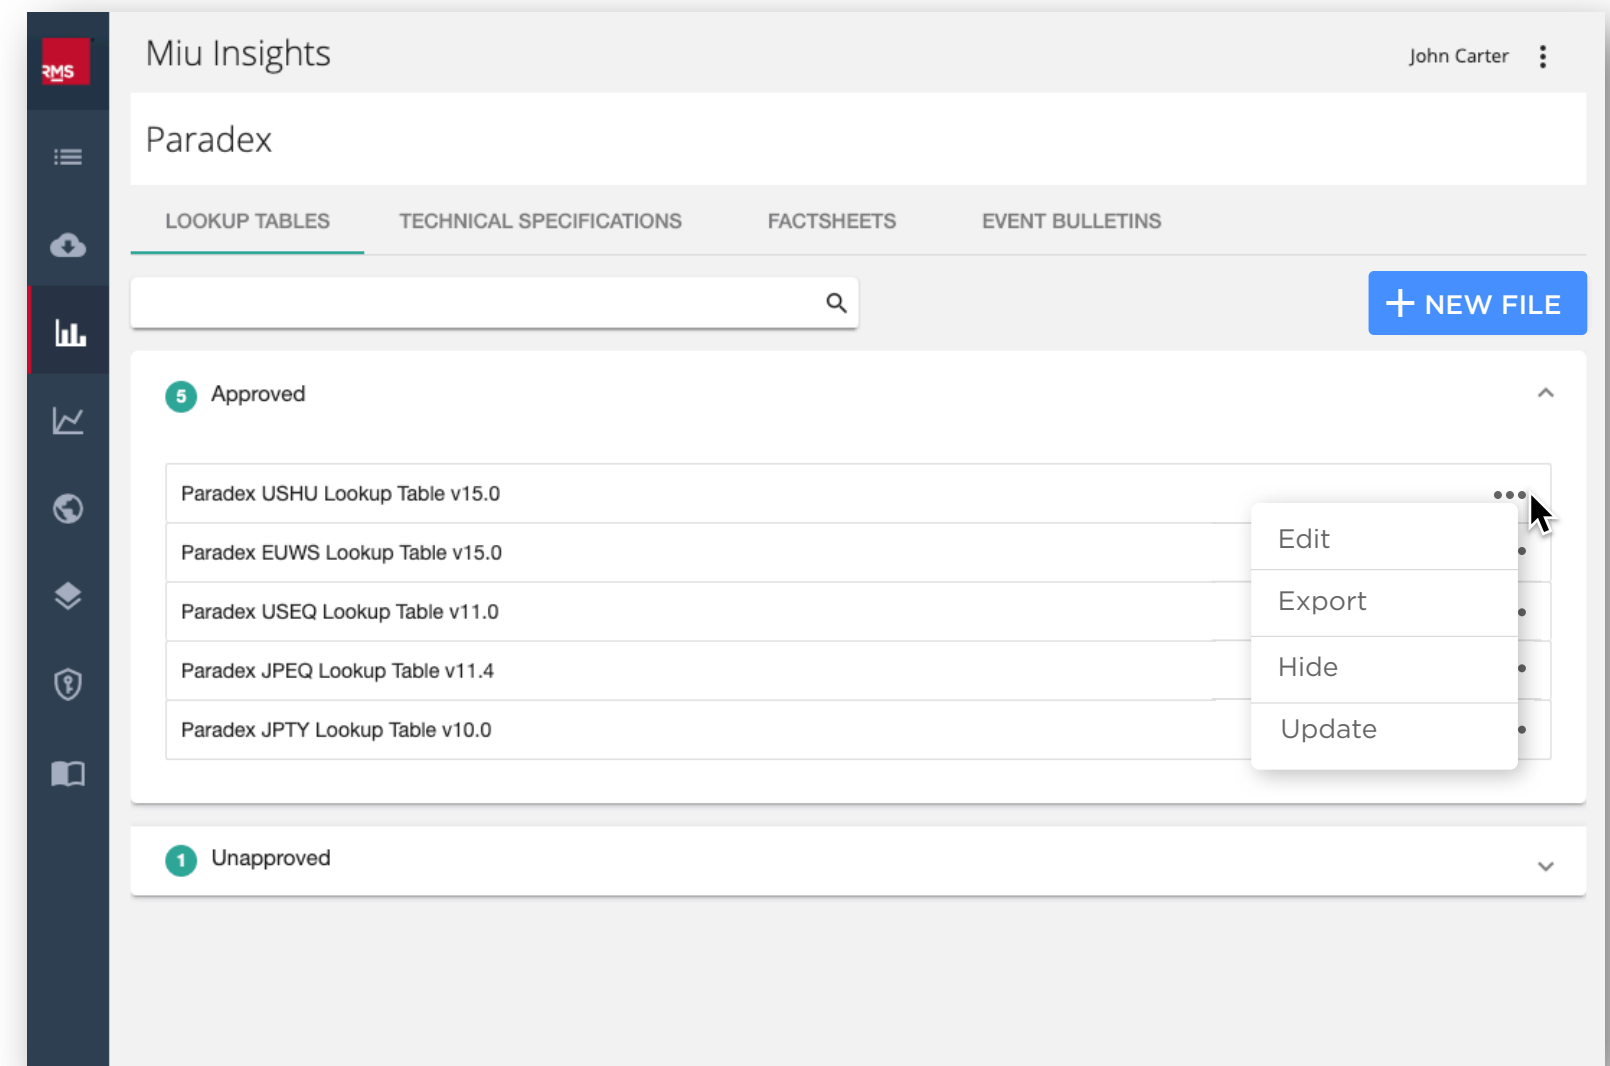 RMS
Miu Insights
John Carter
Paradex
LOOKUP TABLES
TECHNICAL SPECIFICATIONS
FACTSHEETS
EVENT BULLETINS
NEW FILE
5 Approved
Paradex USHU Lookup Table v15.0
Paradex EUWS Lookup Table v15.0
Paradex USEQ Lookup Table v11.0
Paradex JPEQ Lookup Table v11.4
Paradex JPTY Lookup Table v10.0
Edit
Export
Hide
Update
1 Unapproved